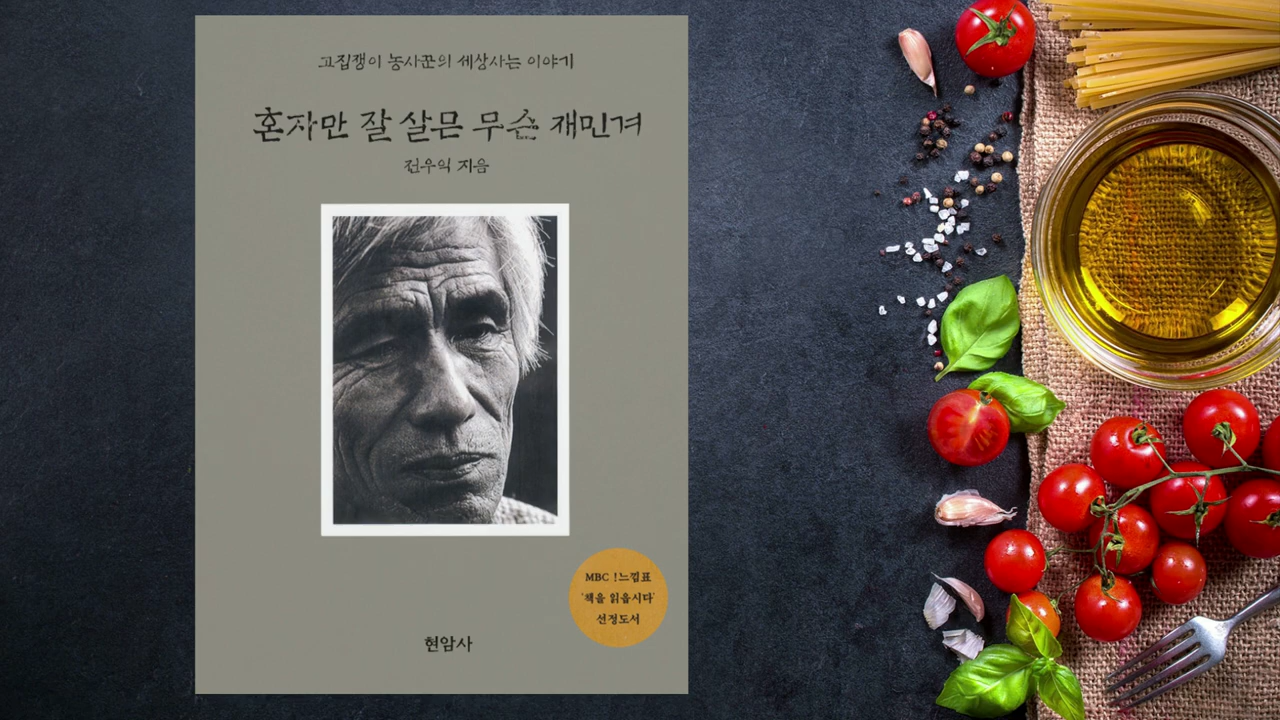 고집쟁이 농사꾼의 세상사는 이야기
혼자만 잘 살믄 무슨 재민겨
전우익 지음
MBC !느낌표
'책을 읽읍시다'
선정도서
현암사